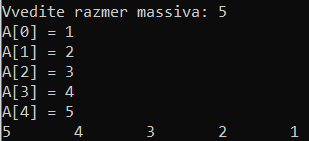 Vvedite razmer massiva: 5
A[0] = 1
A[1] = 2
A[2] = 3
A[3] = 4
A[4] = 5
5 4 3 2 1